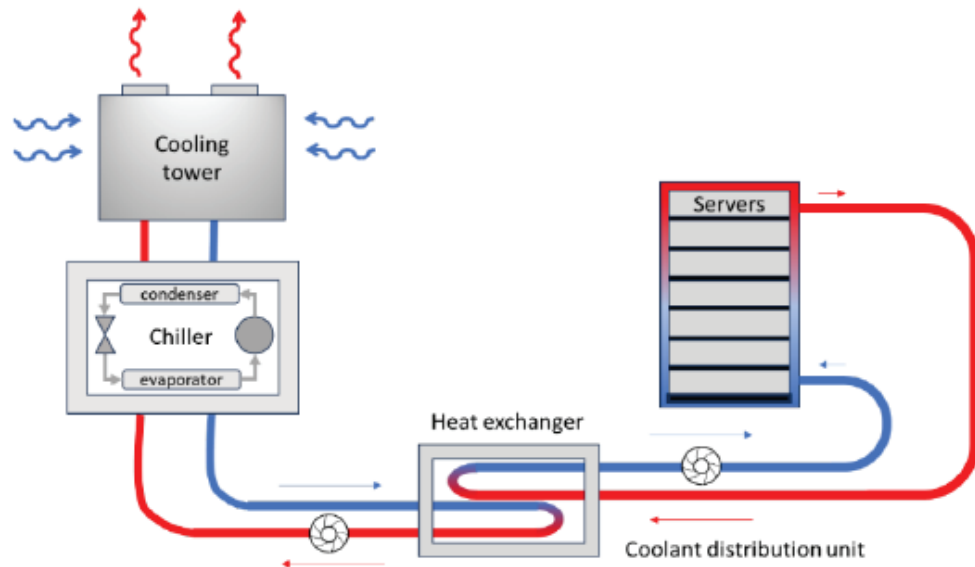 Cooling
tower
Servers
condenser
Chiller
evaporator
Heat exchanger
Coolant distribution unit